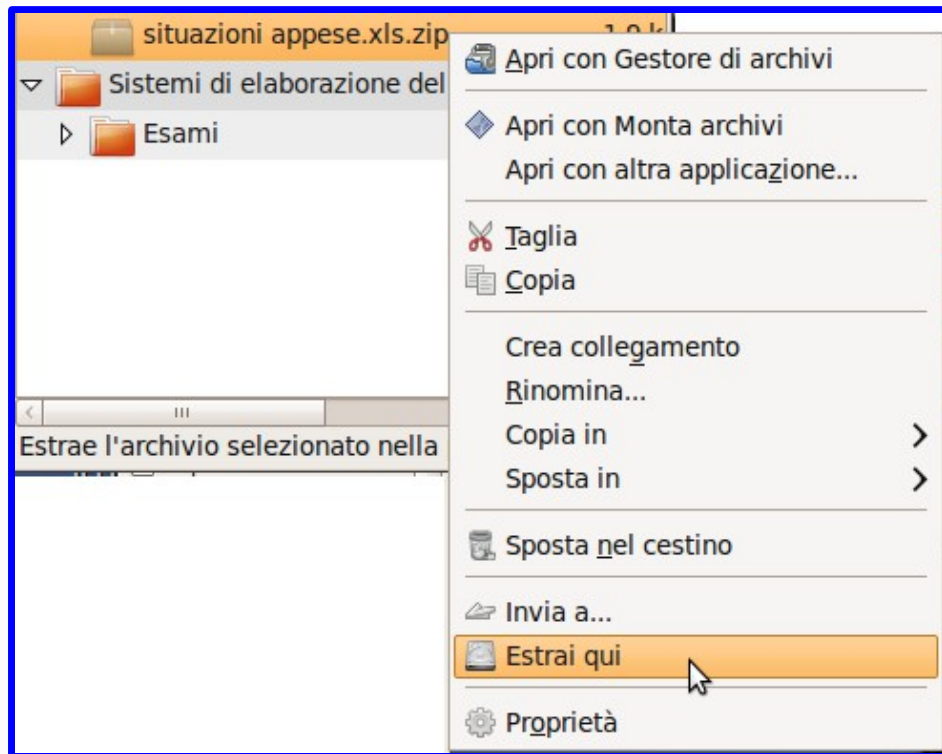 situazioni appese.xls.zip
Sistemi di elaborazione del
Esami
Estrae l'archivio selezionato nella
Apri con Gestore di archivi
Apri con Monta archivi
Apri con altra applicazione...
Taglia
Copia
Crea collegamento
Rinomina...
Copia in
Sposta in
Sposta nel cestino
Invia a...
Estrai qui
Proprietà